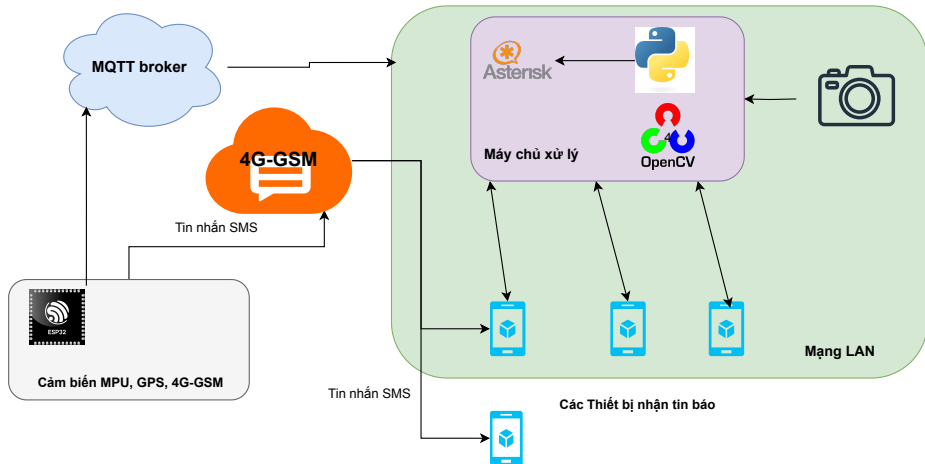 MQTT broker
Asterisk
4
OpenCV
Máy chủ xử lý
4G-GSM
Tin nhắn SMS
ESP32
Cảm biến MPU, GPS, 4G-GSM
Mạng LAN
Tin nhắn SMS
Các Thiết bị nhận tin báo